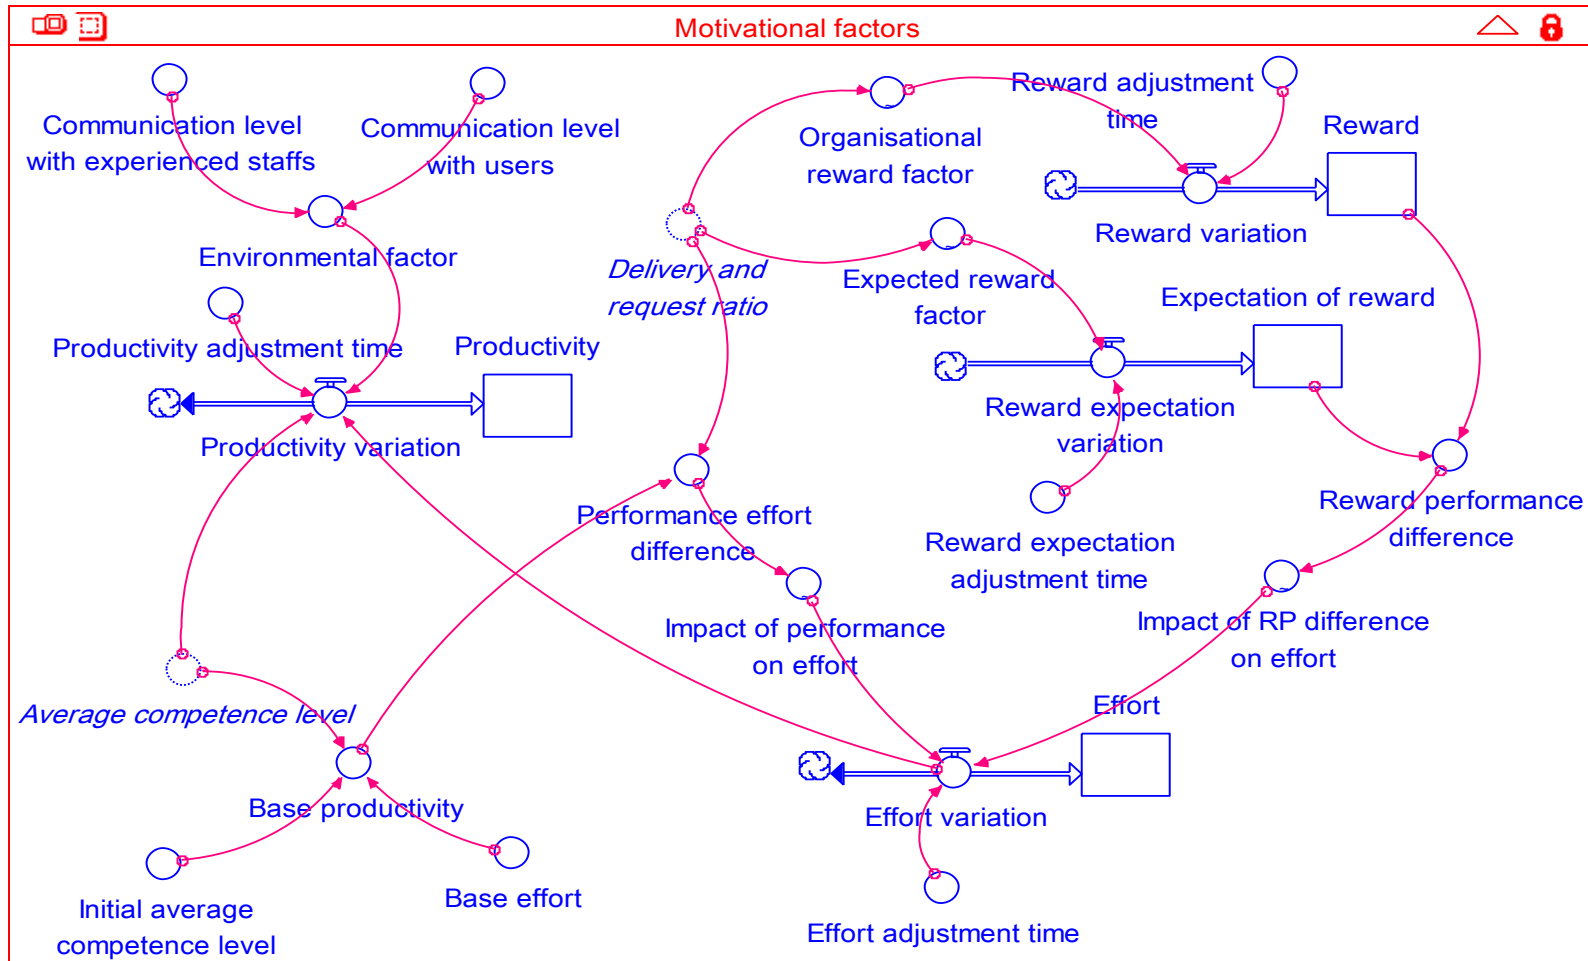 Motivational factors
Communication level
with experienced staffs
Communication level
with users
Organisational
reward factor
Reward adjustment
time
Reward
Environmental factor
Delivery and
request ratio
Reward variation
Expected reward
factor
Expectation of reward
Productivity adjustment time
Productivity
Productivity variation
Reward expectation
variation
Performance effort
difference
Reward expectation
adjustment time
Reward performance
difference
Impact of performance
on effort
Impact of RP difference
on effort
Average competence level
Effort
Base productivity
Effort variation
Initial average
competence level
Base effort
Effort adjustment time